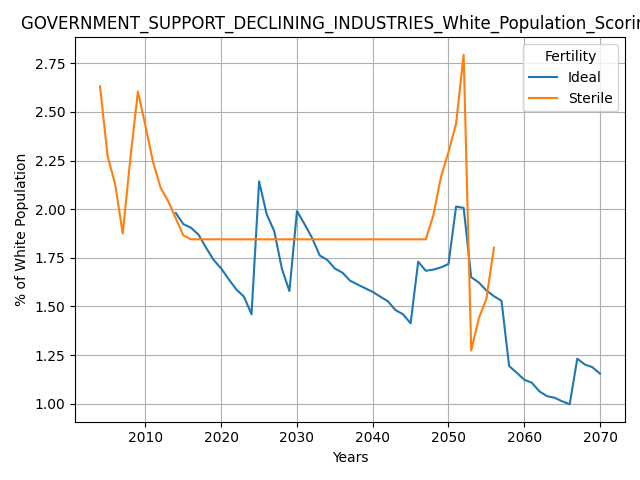 GOVERNMENT_SUPPORT_DECLINING_INDUSTRIES_White_Population_Scorin
Fertility
Ideal
Sterile
2.75
2.50
2.25
2.00
1.75
1.50
1.25
1.00
% of White Population
2010 2020 2030 2040 2050 2060 2070
Years